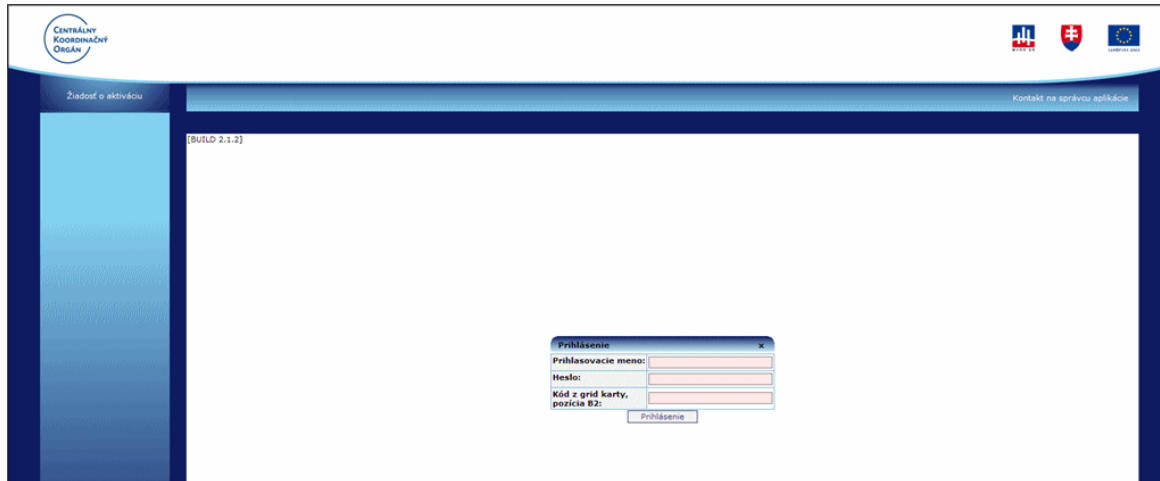 CENTRÁLNY
KOORDINAČNÝ
ORGÁN
Žiadosť o aktiváciu
Kontakt na správcu aplikácie
[BUILD 2.1.2]
Prihlásenie x
Prihlasovacie meno:
Heslo:
Kód z grid karty,
pozícia B2:
Prihlásenie